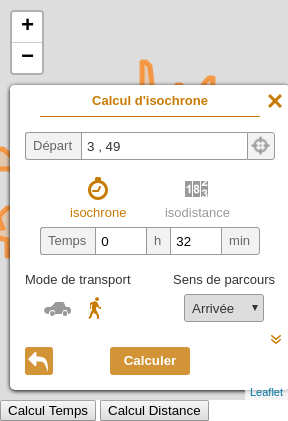 +
−
Calcul d'isochrone ×
Départ 3 , 49
isochrone isodistance
Temps 0 h 32 min
Mode de transport Sens de parcours
Arrivée
Calculer
Leaflet
Calcul Temps Calcul Distance